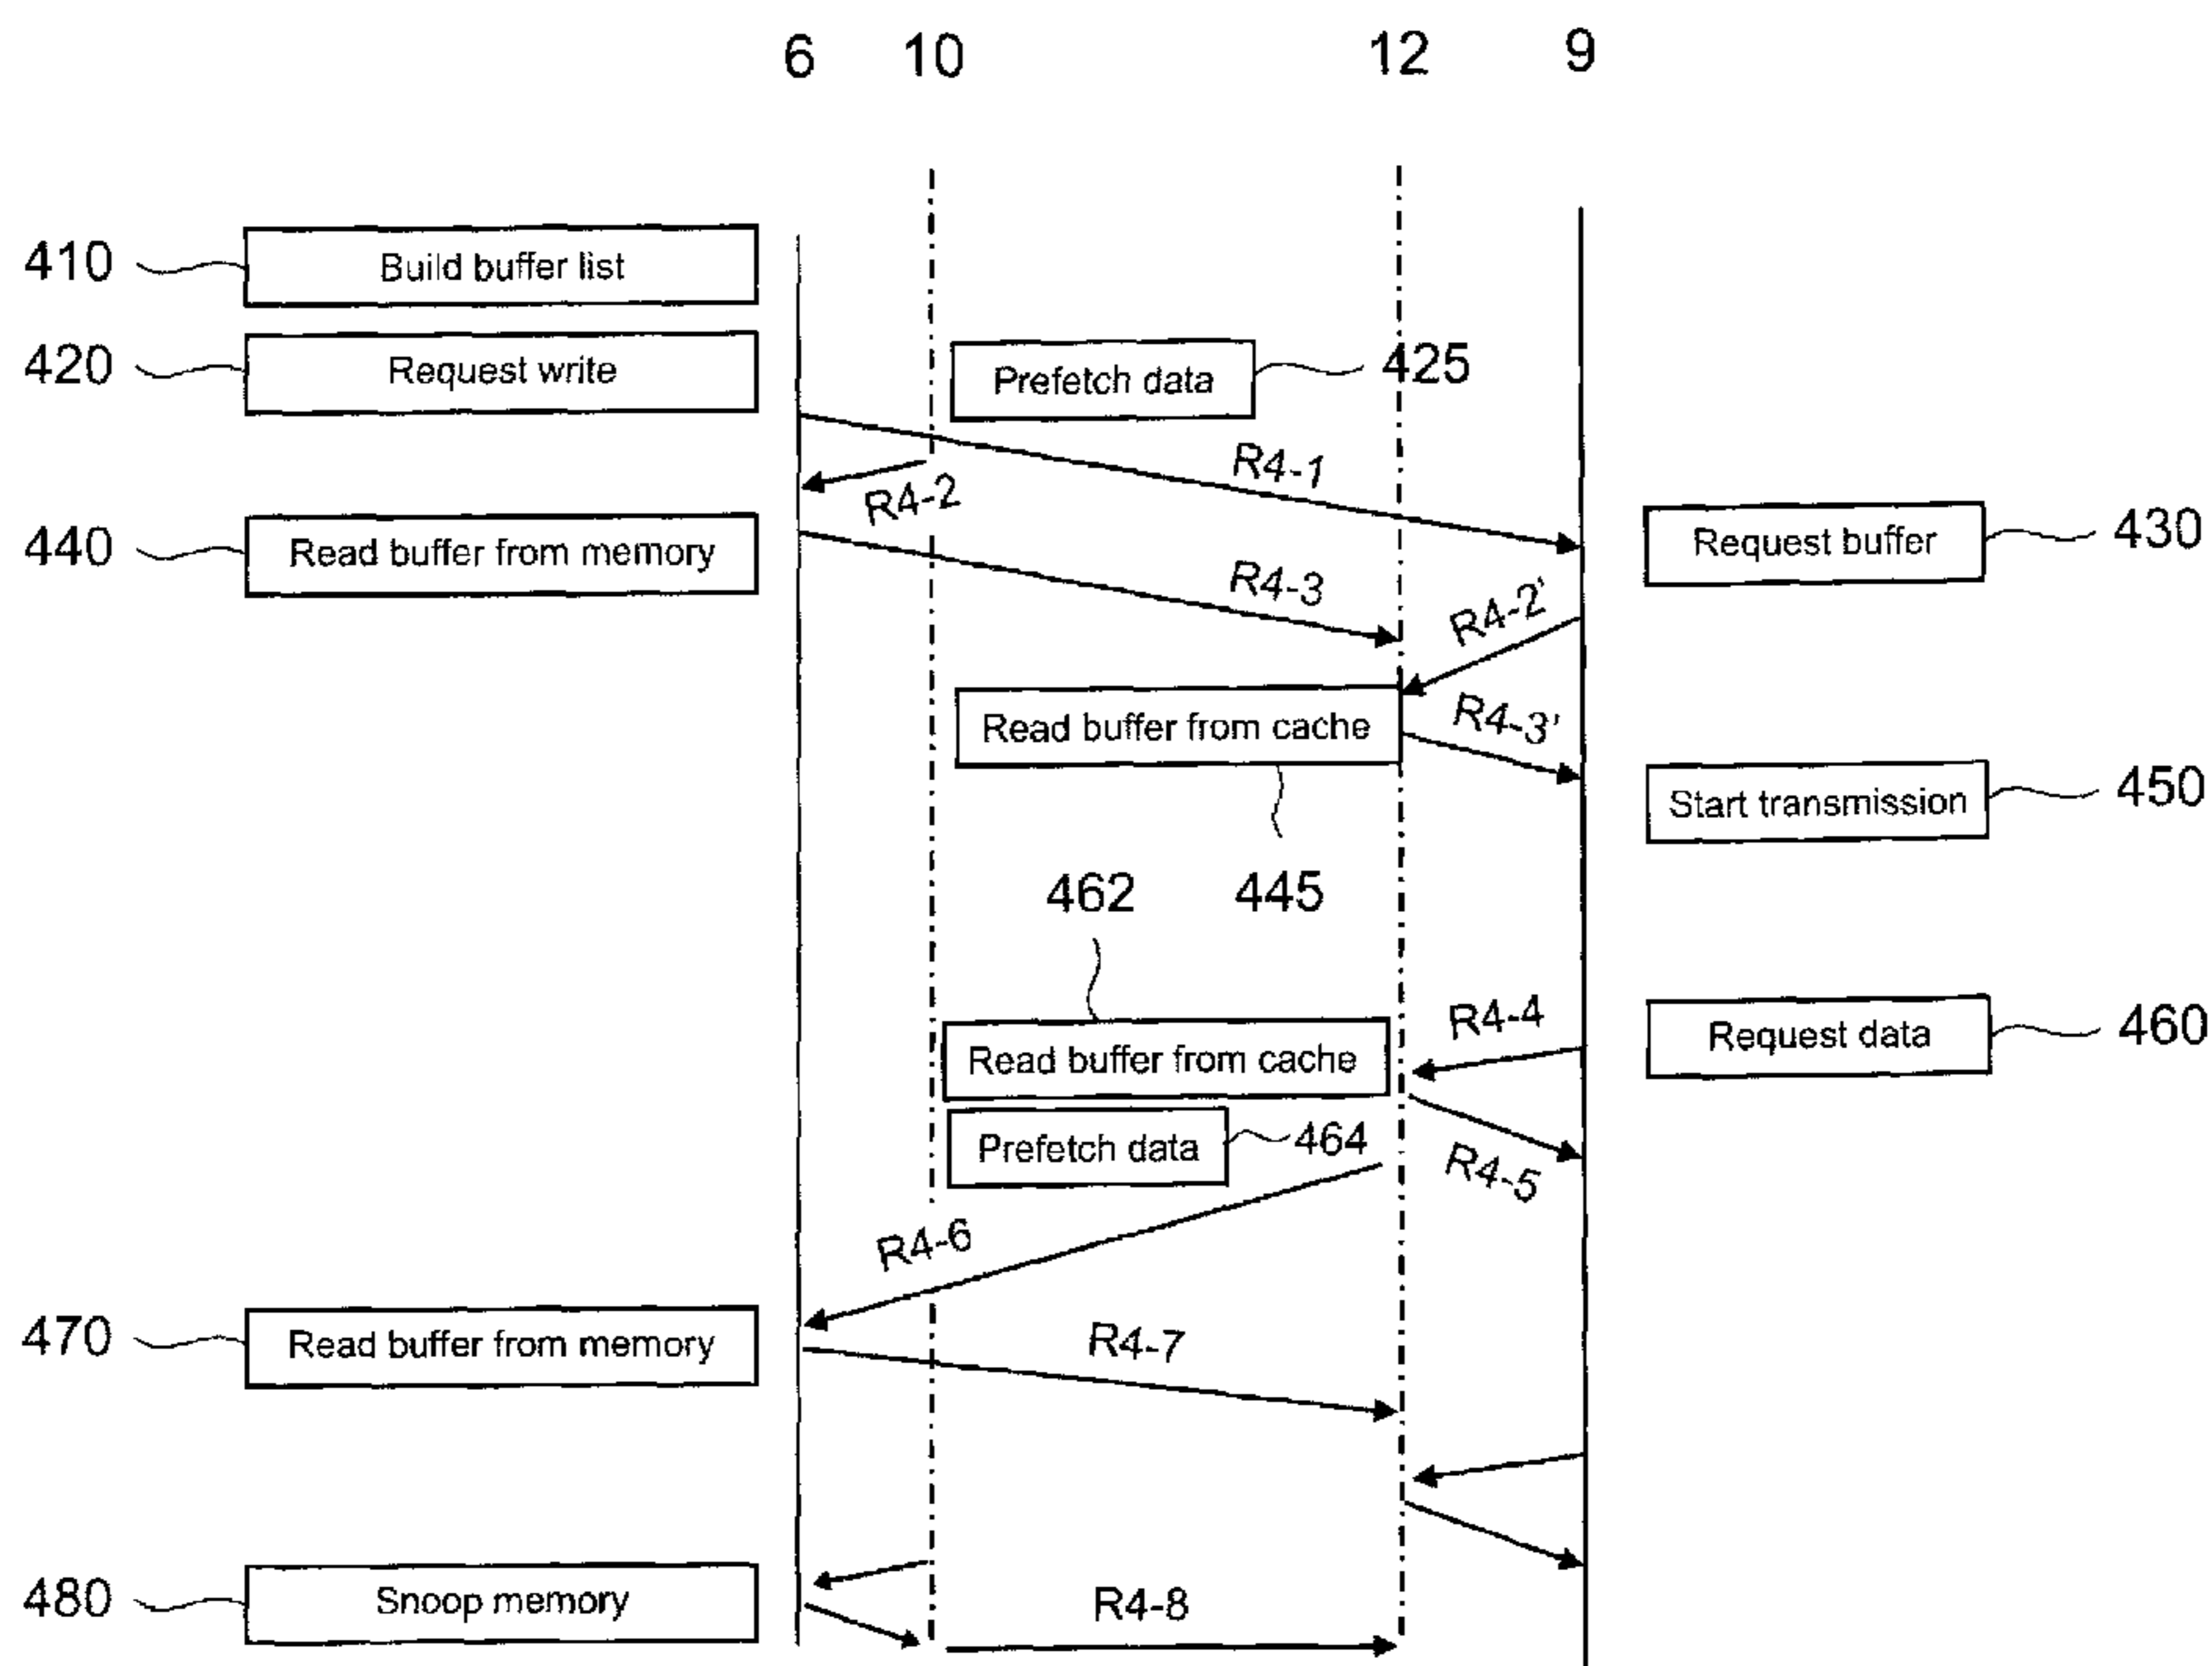 6 10 12 9
410 Build buffer list
420 Request write Prefetch data 425
R4-1
R4-2
440 Read buffer from memory Request buffer 430
R4-3
R4-2'
Read buffer from cache R4-3'
Start transmission 450
462 445
R4-4
Read buffer from cache Request data 460
Prefetch data 464
R4-5
R4-6
470 Read buffer from memory R4-7
480 Snoop memory R4-8